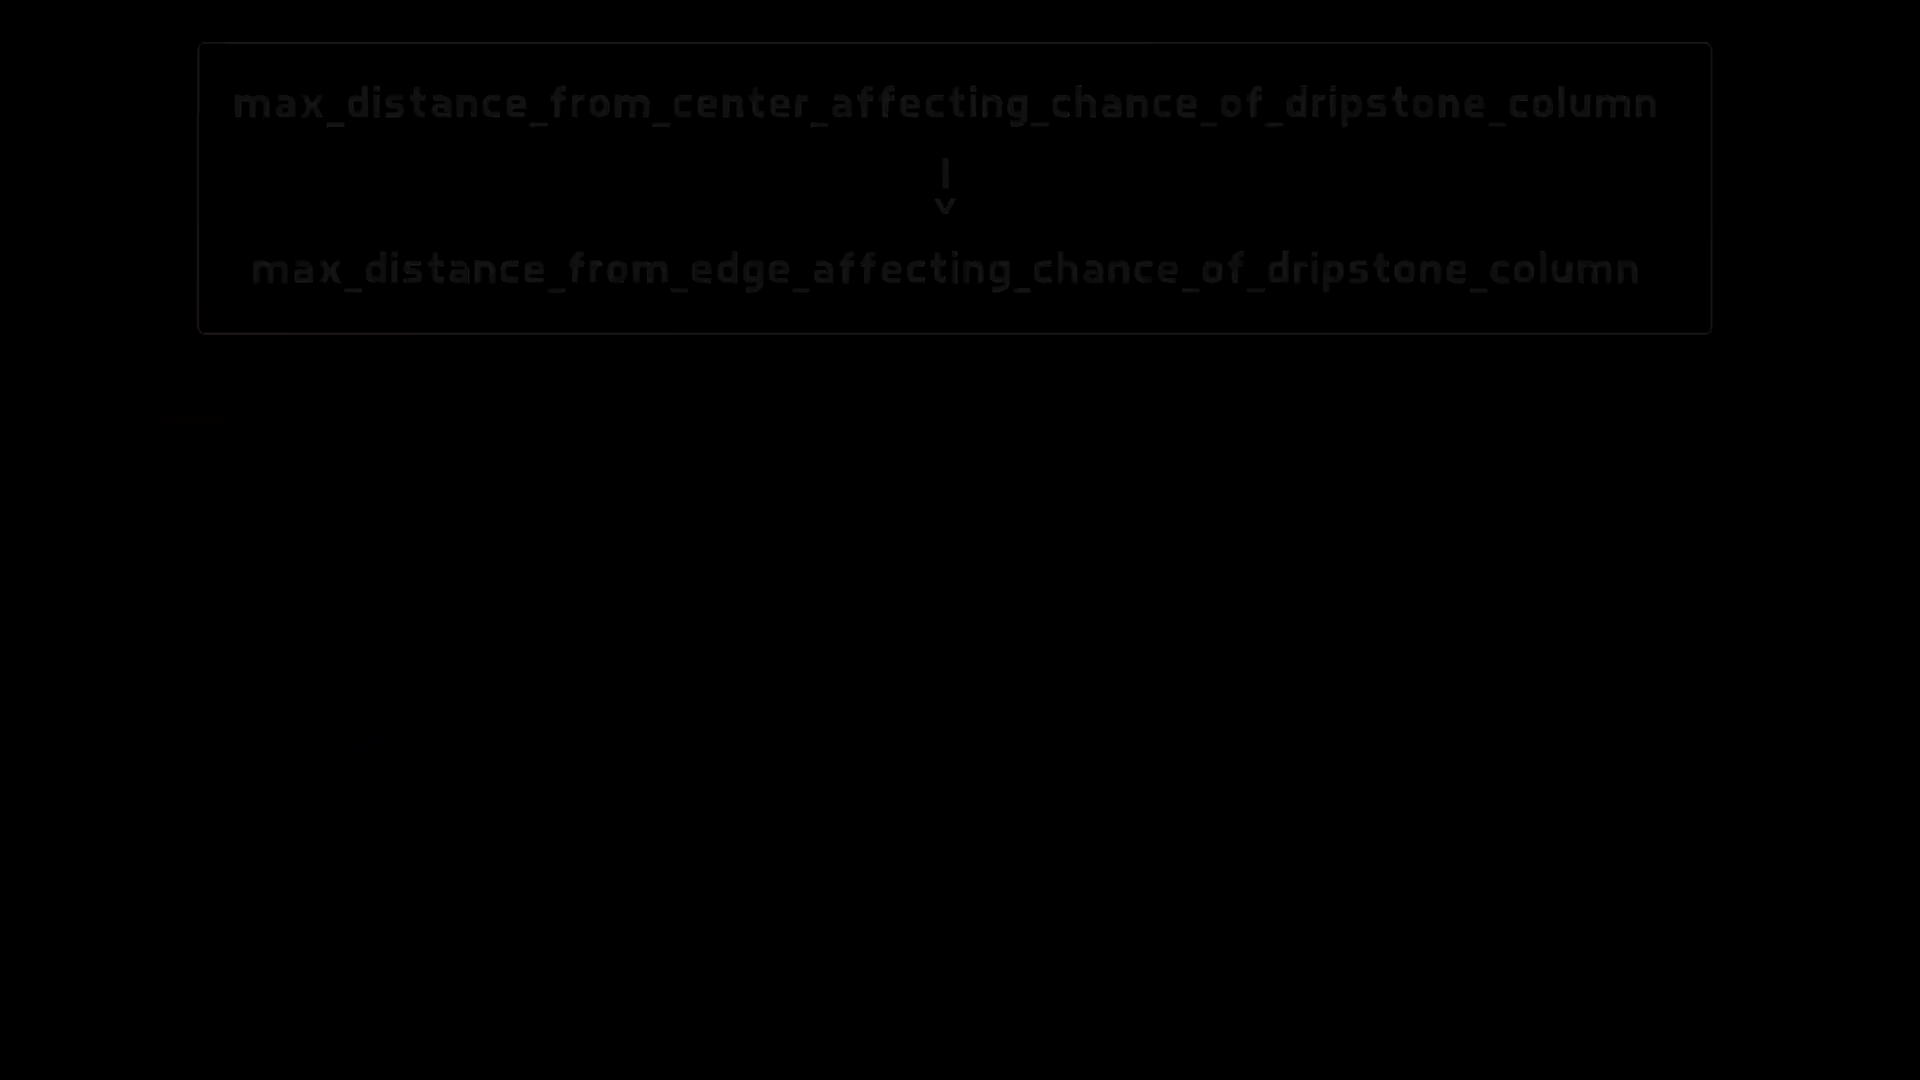 max_distance_from_center_affecting_chance_of_dripstone_column
|
v
max_distance_from_edge_affecting_chance_of_dripstone_column